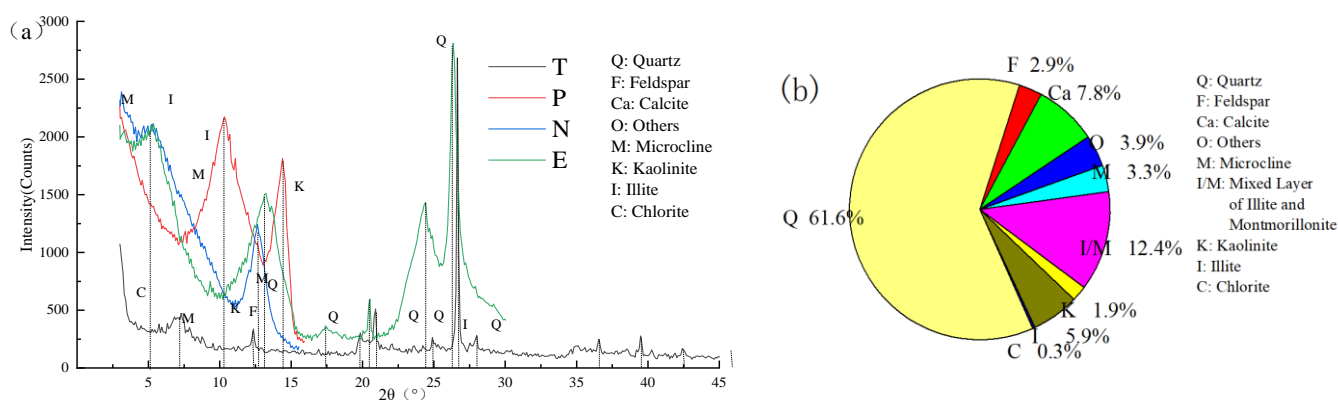 (a)
3000
2500
2000
1500
1000
500
0
Intensity(Counts)
5
10
15
20
25
30
35
40
45
2θ (°)
M
I
I
M
K
C
M
K
F
M
Q
Q
Q
Q
Q
I
Q
T
P
N
E
Q: Quartz
F: Feldspar
Ca: Calcite
O: Others
M: Microcline
K: Kaolinite
I: Illite
C: Chlorite
(b)
F 2.9%
Ca 7.8%
O 3.9%
M 3.3%
I/M 12.4%
K 1.9%
I 5.9%
C 0.3%
Q 61.6%
Q: Quartz
F: Feldspar
Ca: Calcite
O: Others
M: Microcline
I/M: Mixed Layer
of Illite and
Montmorillonite
K: Kaolinite
I: Illite
C: Chlorite